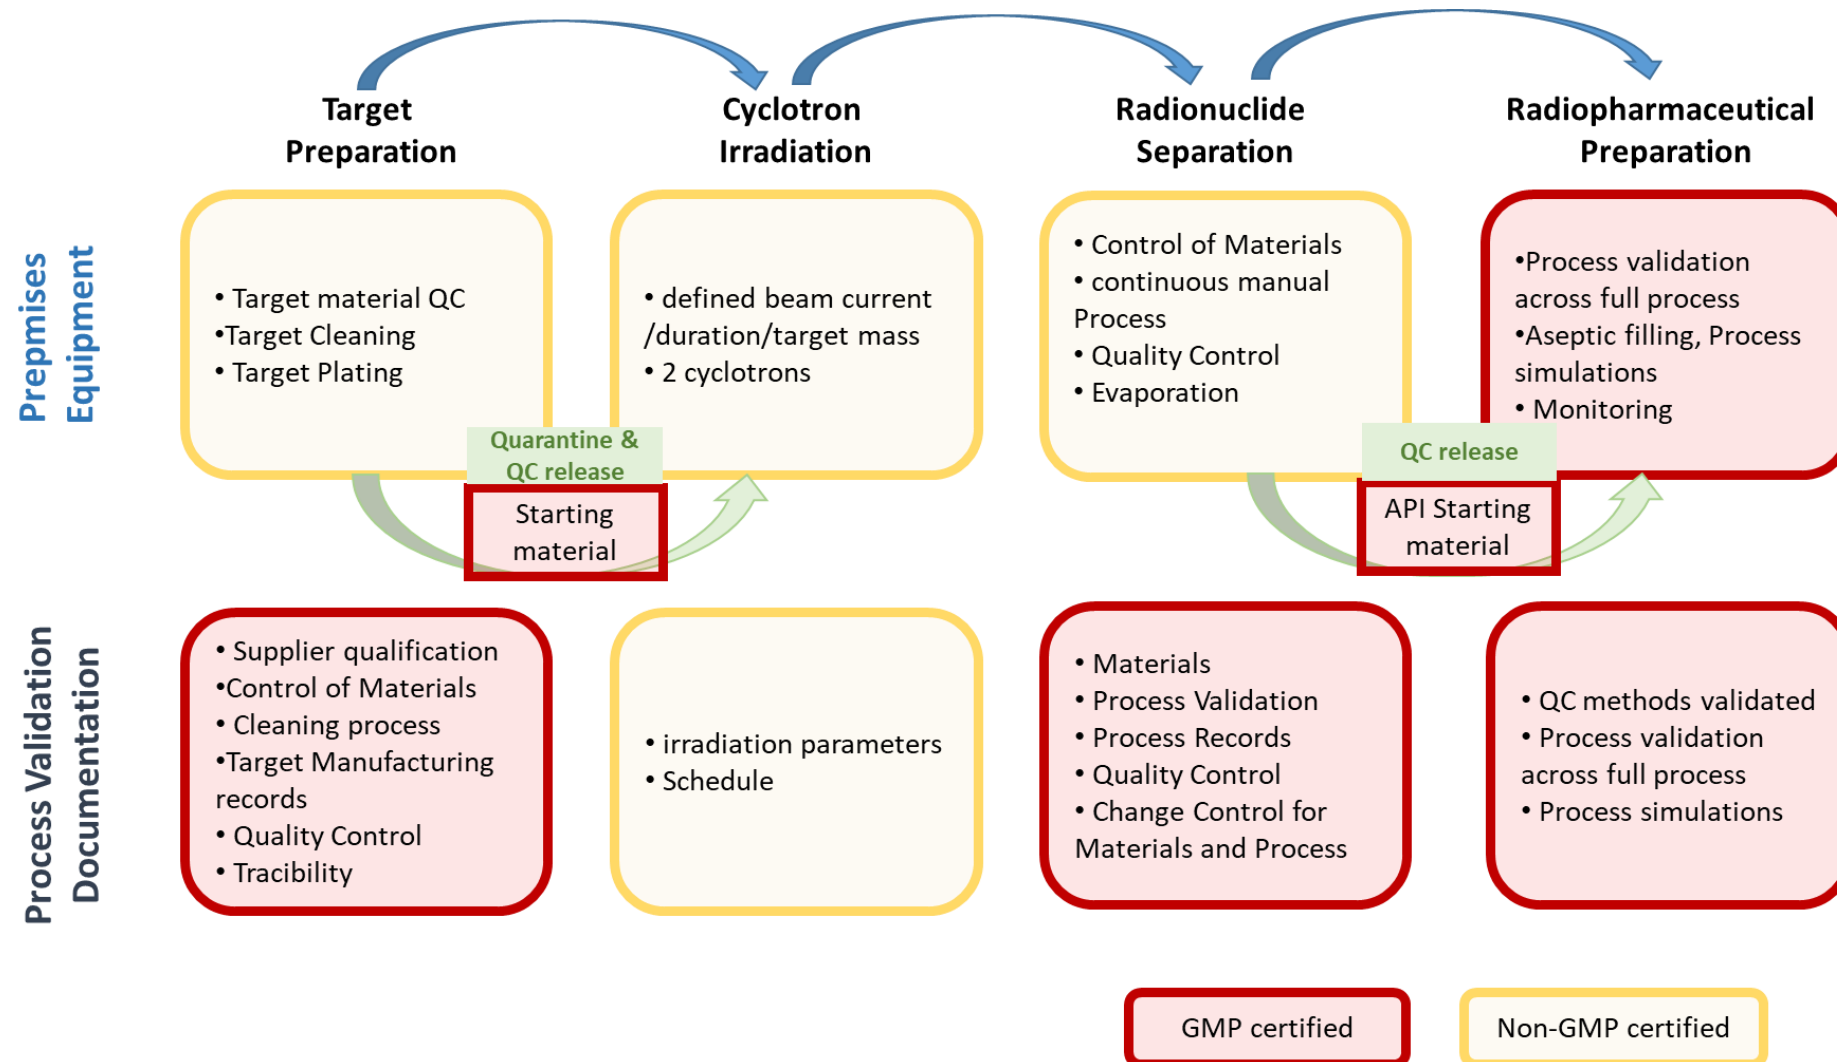 Target
Preparation
Cyclotron
Irradiation
Radionuclide
Separation
Radiopharmaceutical
Preparation
Prepmises
Equipment
• Target material QC
•Target Cleaning
• Target Plating
• defined beam current
/duration/target mass
• 2 cyclotrons
• Control of Materials
• continuous manual
Process
• Quality Control
• Evaporation
•Process validation
across full process
•Aseptic filling, Process
simulations
• Monitoring
Quarantine &
QC release
Starting
material
QC release
API Starting
material
Process Validation
Documentation
• Supplier qualification
•Control of Materials
• Cleaning process
•Target Manufacturing
records
• Quality Control
• Tracibility
• irradiation parameters
• Schedule
• Materials
• Process Validation
• Process Records
• Quality Control
• Change Control for
Materials and Process
• QC methods validated
• Process validation
across full process
• Process simulations
GMP certified
Non-GMP certified